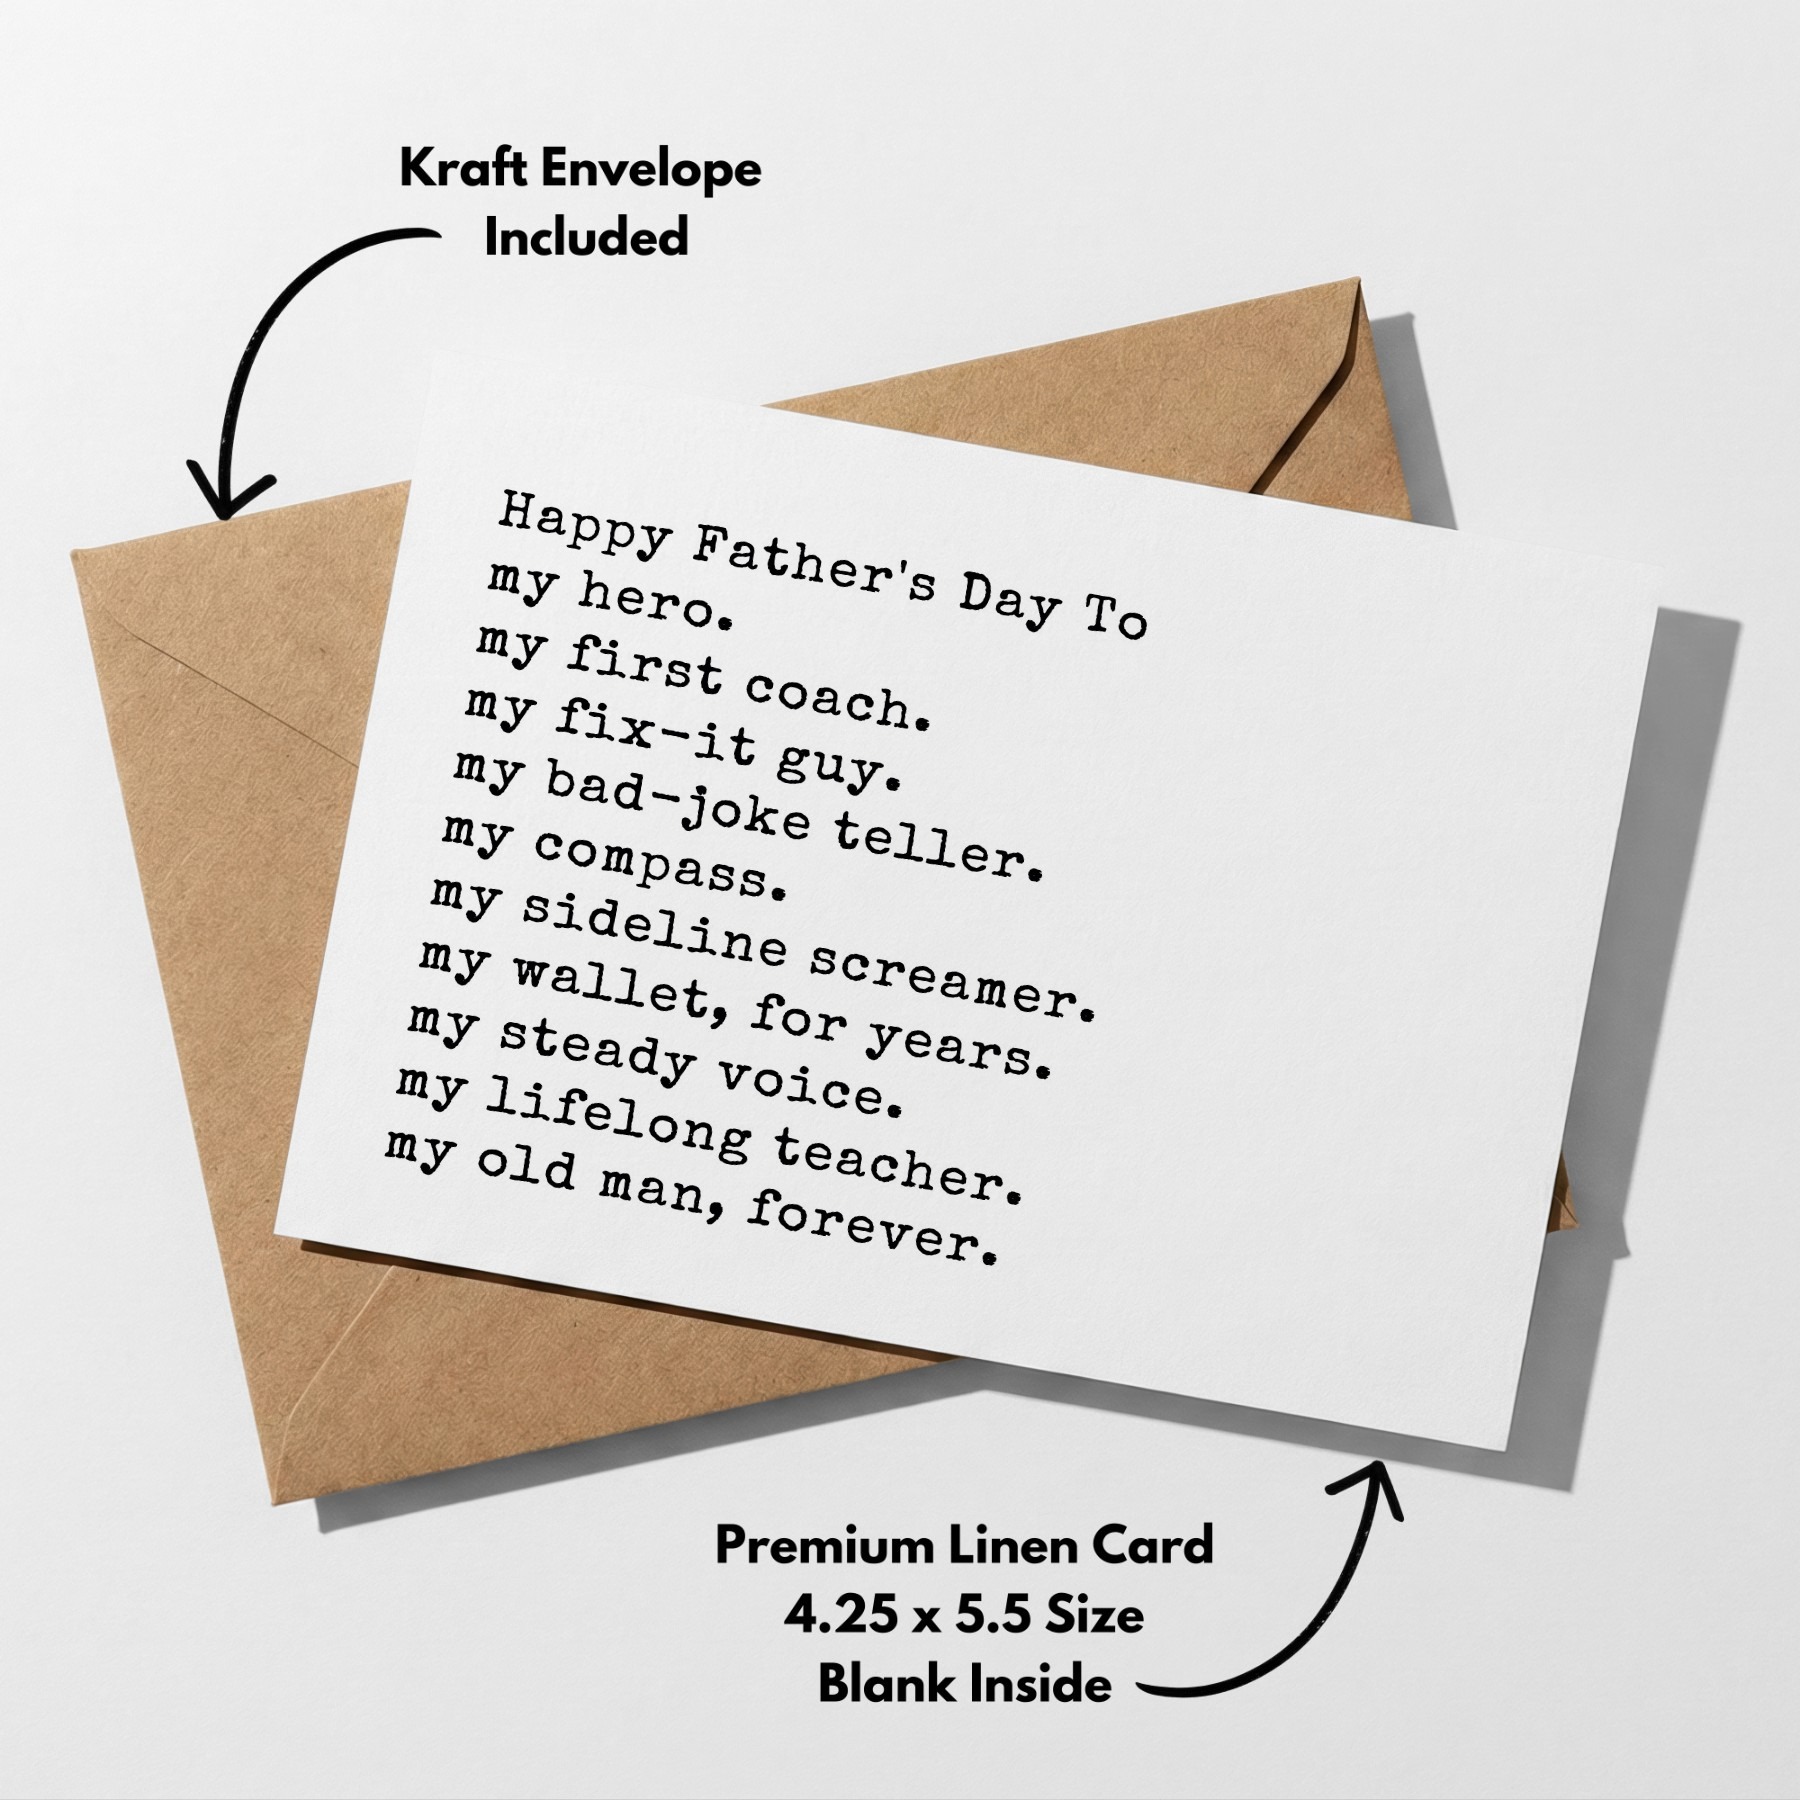 Kraft Envelope
Included
Happy Father's Day To
my hero.
my first coach.
my fix-it guy.
my bad-joke teller.
my compass.
my sideline screamer.
my wallet, for years.
my steady voice.
my lifelong teacher.
my old man, forever.
Premium Linen Card
4.25 x 5.5 Size
Blank Inside